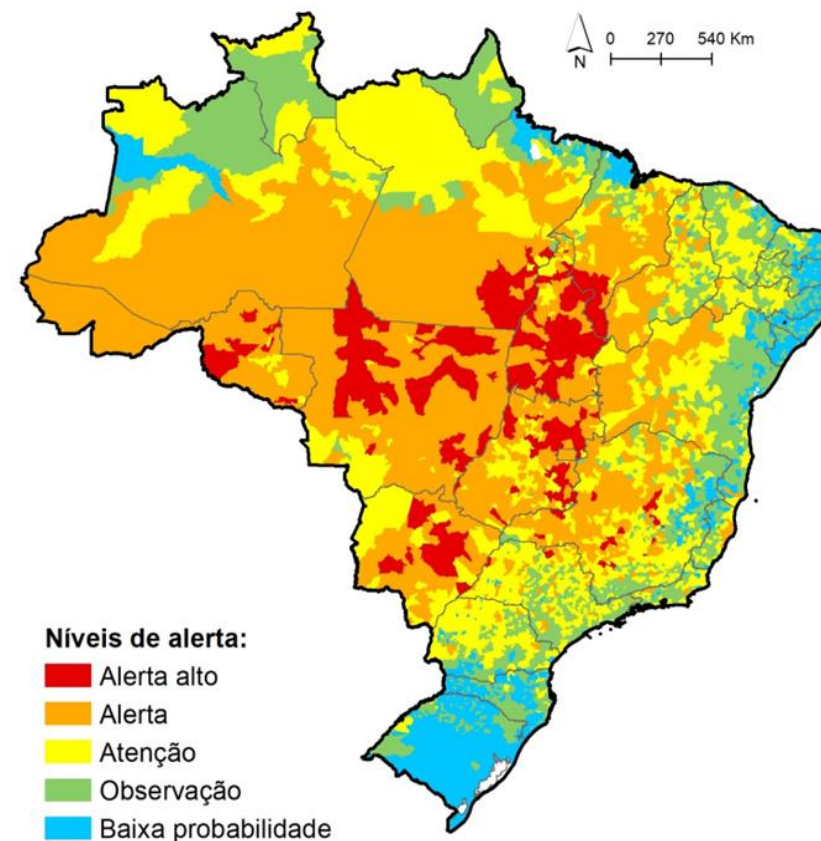 0 270 540 Km
N
Níveis de alerta:
Alerta alto
Alerta
Atenção
Observação
Baixa probabilidade